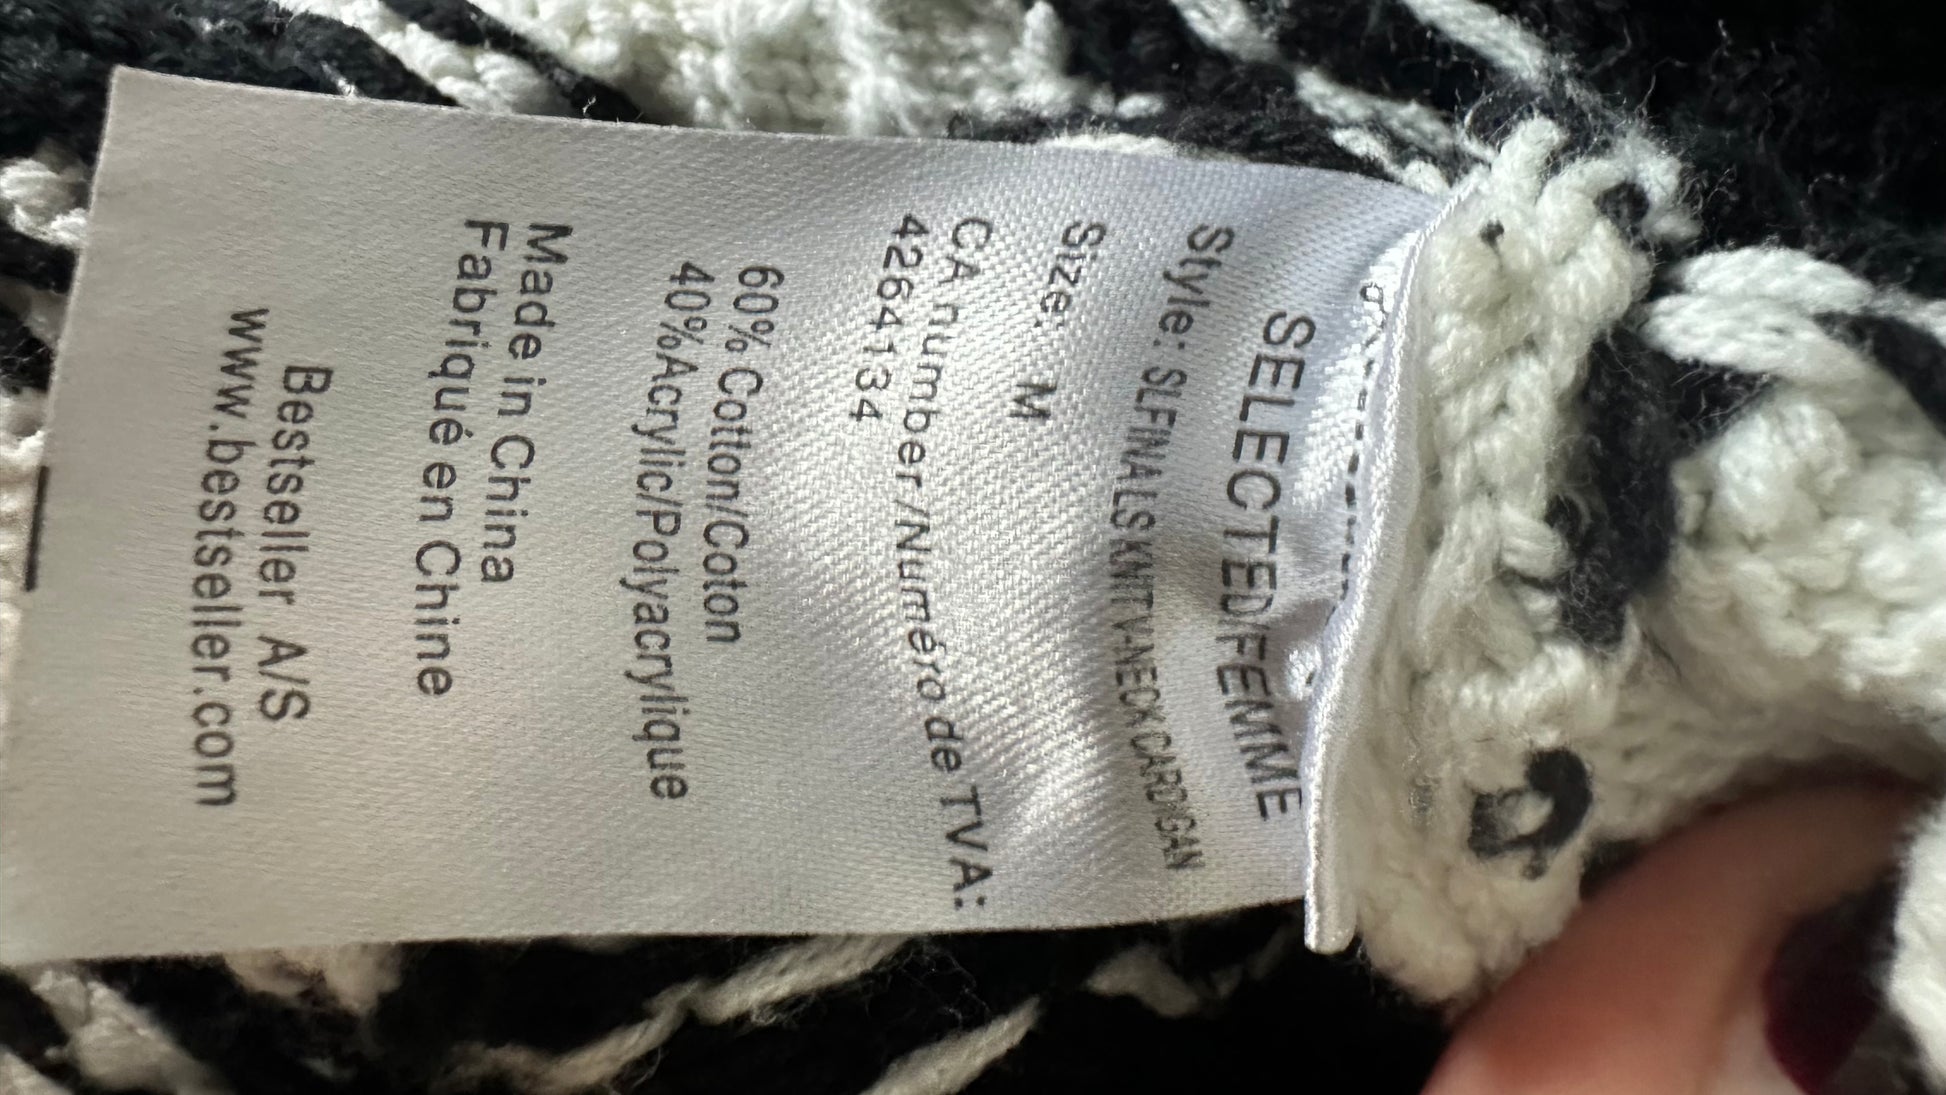 SELECTED/FEMME
Style: SLFINALS KNIT V-NECK CARDIGAN
Size: M
CA number/Numéro de TVA:
4264134
60% Cotton/Coton
40%Acrylic/Polyacrylique
Made in China
Fabriqué en Chine
Bestseller A/S
www.bestseller.com